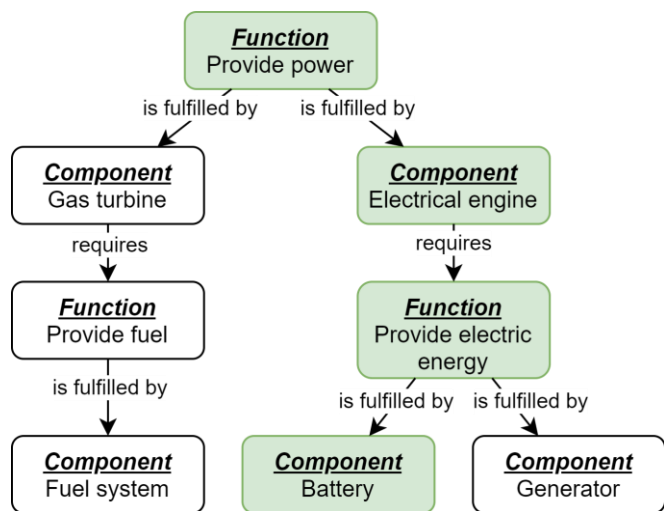 Function
Provide power
is fulfilled by is fulfilled by
Component
Gas turbine
Component
Electrical engine
requires requires
Function
Provide fuel
Function
Provide electric
energy
is fulfilled by
is fulfilled by is fulfilled by
Component
Fuel system
Component
Battery
Component
Generator